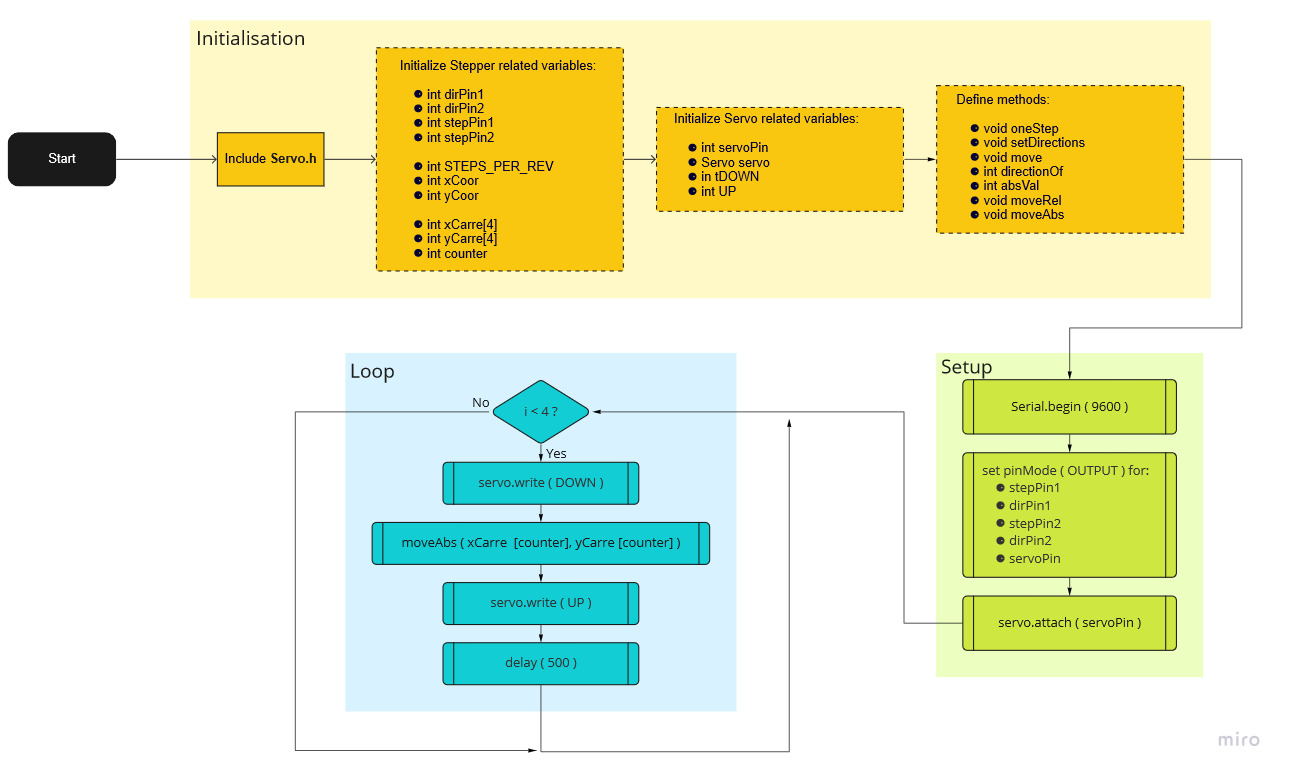 Initialisation
Start
Include Servo.h
Initialize Stepper related variables:
int dirPin1
int dirPin2
int stepPin1
int stepPin2
int STEPS_PER_REV
int xCoor
int yCoor
int xCarre[4]
int yCarre[4]
int counter
Initialize Servo related variables:
int servoPin
Servo servo
in tDOWN
int UP
Define methods:
void oneStep
void setDirections
void move
int directionOf
int absVal
void moveRel
void moveAbs
Setup
Serial.begin ( 9600 )
set pinMode ( OUTPUT ) for:
stepPin1
dirPin1
stepPin2
dirPin2
servoPin
servo.attach ( servoPin )
Loop
i < 4 ?
No
Yes
servo.write ( DOWN )
moveAbs ( xCarre [counter], yCarre [counter] )
servo.write ( UP )
delay ( 500 )
miro